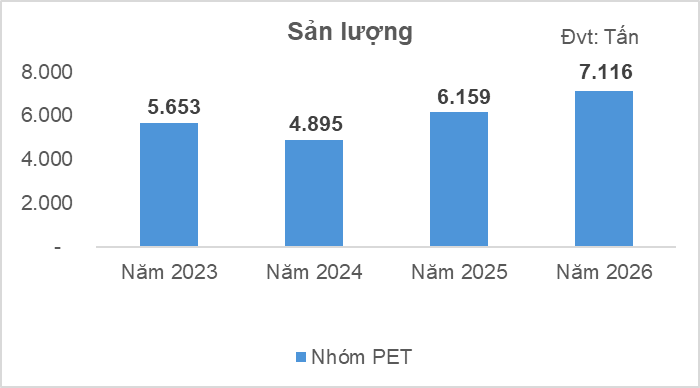 Sản lượng
Đvt: Tấn
8.000
6.000
4.000
2.000
-
5.653
4.895
6.159
7.116
Năm 2023
Năm 2024
Năm 2025
Năm 2026
Nhóm PET